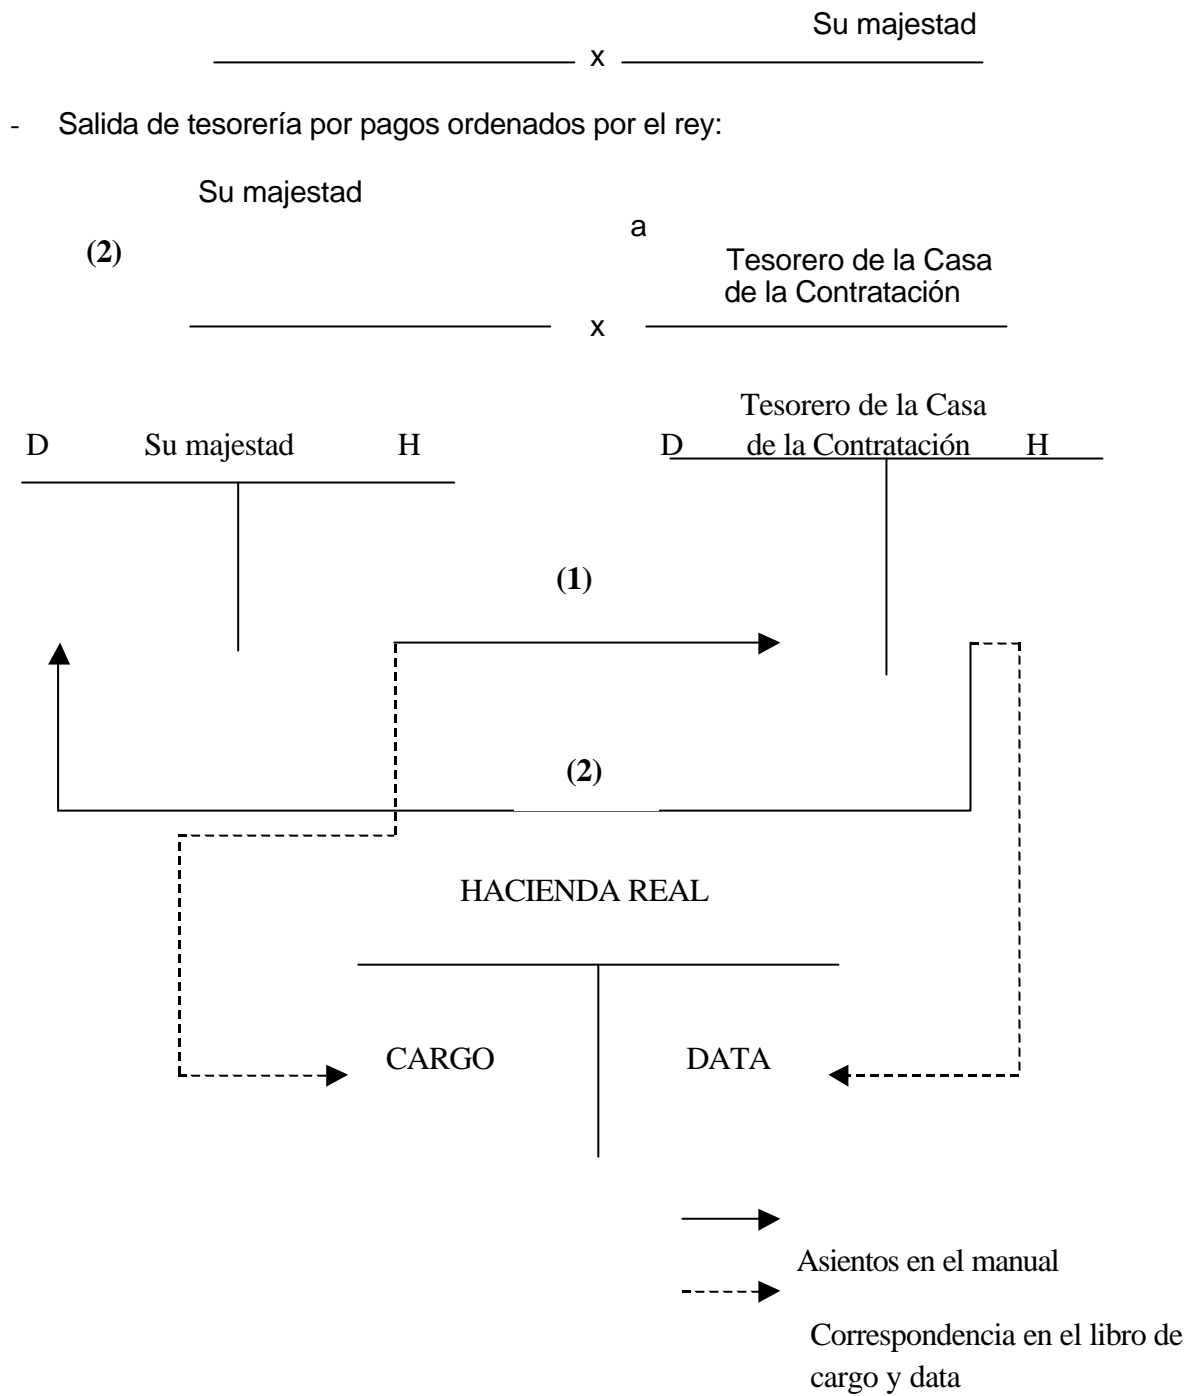 Su majestad
x
- Salida de tesorería por pagos ordenados por el rey:
Su majestad
a
(2)
Tesorero de la Casa
de la Contratación
x
Tesorero de la Casa
D Su majestad H D de la Contratación H
(1)
(2)
HACIENDA REAL
CARGO DATA
Asientos en el manual
Correspondencia en el libro de
cargo y data